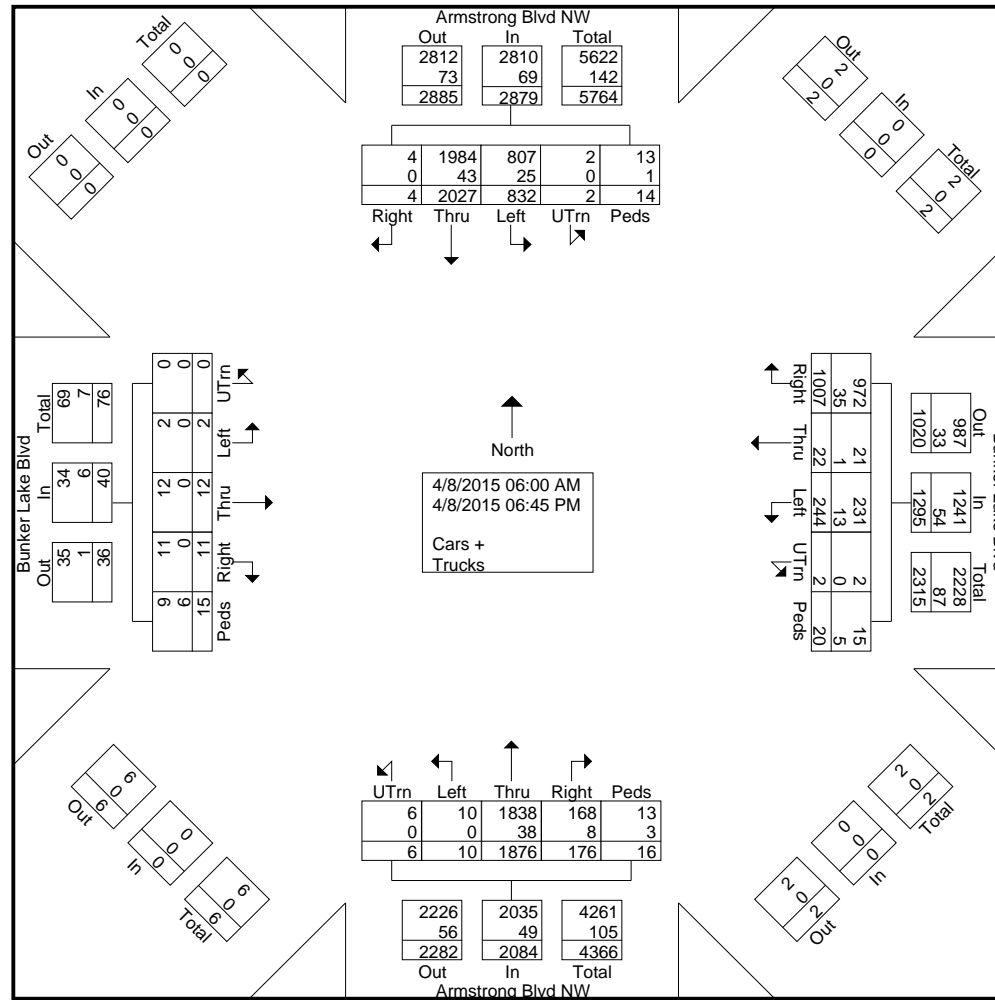 Armstrong Blvd NW
Out In Total
2812 2810 5622
73 69 142
2885 2879 5764
4 1984 807 2 13
0 43 25 0 1
4 2027 832 2 14
Right Thru Left UTrn Peds
Total
0
0
0
In
0
0
0
Out
0
0
0
Out
2
0
2
In
0
0
0
Total
2
0
2
Bunker Lake Blvd
Out In Total
35 34 69
1 6 7
36 40 76
9 11 12 2 0
6 0 0 0 0
15 11 12 2 0
Peds Right Thru Left UTrn
North
4/8/2015 06:00 AM
4/8/2015 06:45 PM
Cars +
Trucks
Out In Total
987 1241 2228
33 54 87
1020 1295 2315
972 21 231 2 15
35 1 13 0 5
1007 22 244 2 20
Right Thru Left UTrn Peds
6
0
6
Out
0
0
0
In
6
0
6
Total
2
0
2
Total
0
0
0
In
2
0
2
Out
UTrn Left Thru Right Peds
6 10 1838 168 13
0 0 38 8 3
6 10 1876 176 16
2226 2035 4261
56 49 105
2282 2084 4366
Out In Total
Armstrong Blvd NW